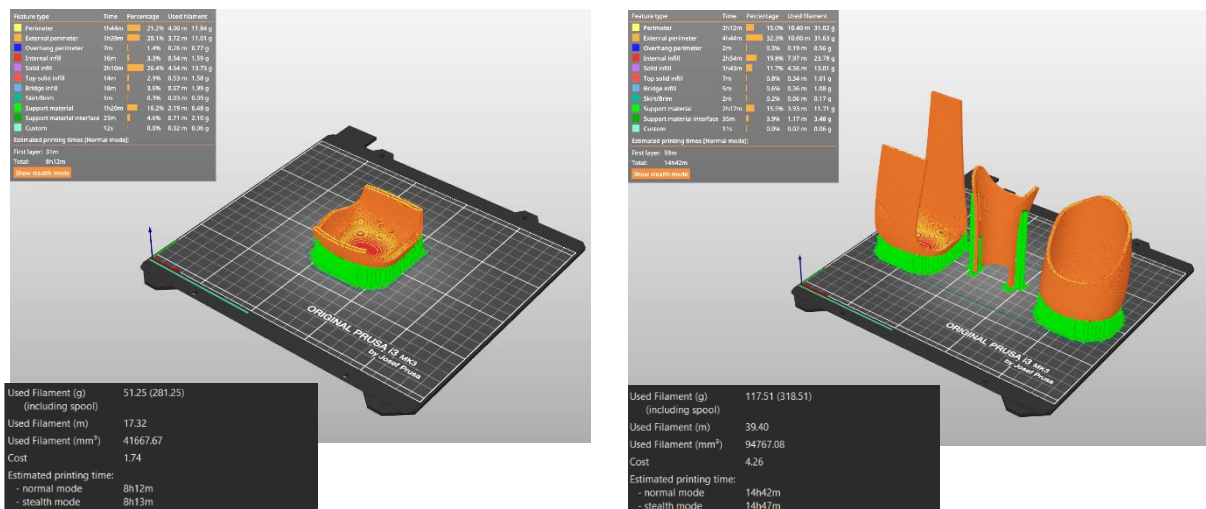 Feature type Time Percentage Used filament
Perimeter 1h44m 21.2% 4.00 m 11.84 g
External perimeter 1h39m 20.1% 3.72 m 11.01 g
Overhang perimeter 7m 1.4% 0.26 m 0.77 g
Internal infill 16m 3.3% 0.54 m 1.59 g
Solid infill 2h10m 26.4% 4.64 m 13.73 g
Top solid infill 14m 2.9% 0.53 m 1.58 g
Bridge infill 18m 3.6% 0.67 m 1.99 g
Skirt/Brim 1m 0.3% 0.03 m 0.09 g
Support material 1h20m 16.2% 2.19 m 6.48 g
Support material interface 23m 4.6% 0.71 m 2.10 g
Custom 12s 0.0% 0.02 m 0.06 g
Estimated printing times [Normal mode]:
First layer: 31m
Total: 8h12m
Show stealth mode
ORIGINAL PRUSA i3 MK3
by Josef Prusa
Used Filament (g) 51.25 (281.25)
(including spool)
Used Filament (m) 17.32
Used Filament (mm³) 41667.67
Cost 1.74
Estimated printing time:
- normal mode 8h12m
- stealth mode 8h13m
Feature type Time Percentage Used filament
Perimeter 2h12m 15.0% 10.40 m 31.02 g
External perimeter 4h44m 32.3% 10.60 m 31.63 g
Overhang perimeter 2m 0.3% 0.19 m 0.56 g
Internal infill 2h54m 19.8% 7.97 m 23.78 g
Solid infill 1h43m 11.7% 4.36 m 13.01 g
Top solid infill 7m 0.8% 0.34 m 1.01 g
Bridge infill 5m 0.6% 0.36 m 1.08 g
Skirt/Brim 2m 0.2% 0.06 m 0.17 g
Support material 2h17m 15.5% 3.93 m 11.71 g
Support material interface 35m 3.9% 1.17 m 3.48 g
Custom 11s 0.0% 0.02 m 0.06 g
Estimated printing times [Normal mode]:
First layer: 59m
Total: 14h42m
Show stealth mode
ORIGINAL PRUSA i3 MK3
by Josef Prusa
Used Filament (g) 117.51 (318.51)
(including spool)
Used Filament (m) 39.40
Used Filament (mm³) 94767.08
Cost 4.26
Estimated printing time:
- normal mode 14h42m
- stealth mode 14h47m